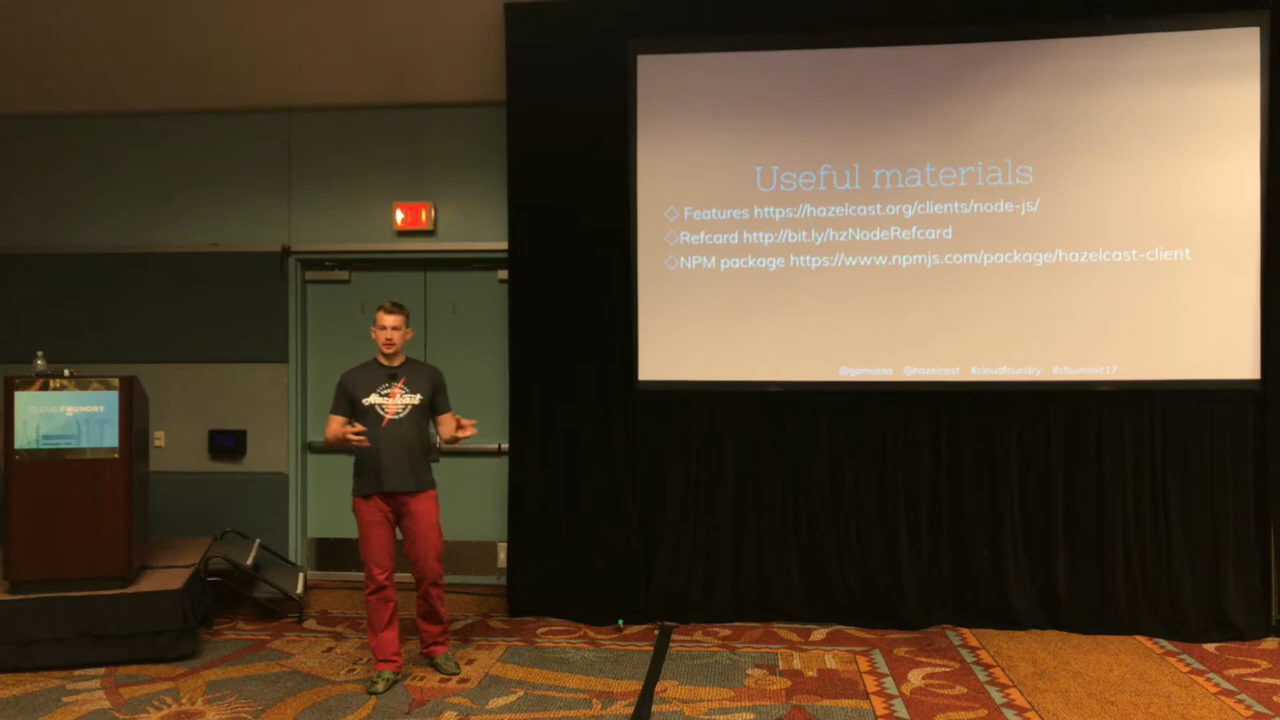 Useful materials
Features https://hazelcast.org/clients/node-js/
Refcard http://bit.ly/hzNodeRefcard
NPM package https://www.npmjs.com/package/hazelcast-client
@gamussa @hazelcast #cloudfoundry #cfsummit17
Hazelcast
CLOUD FOUNDRY